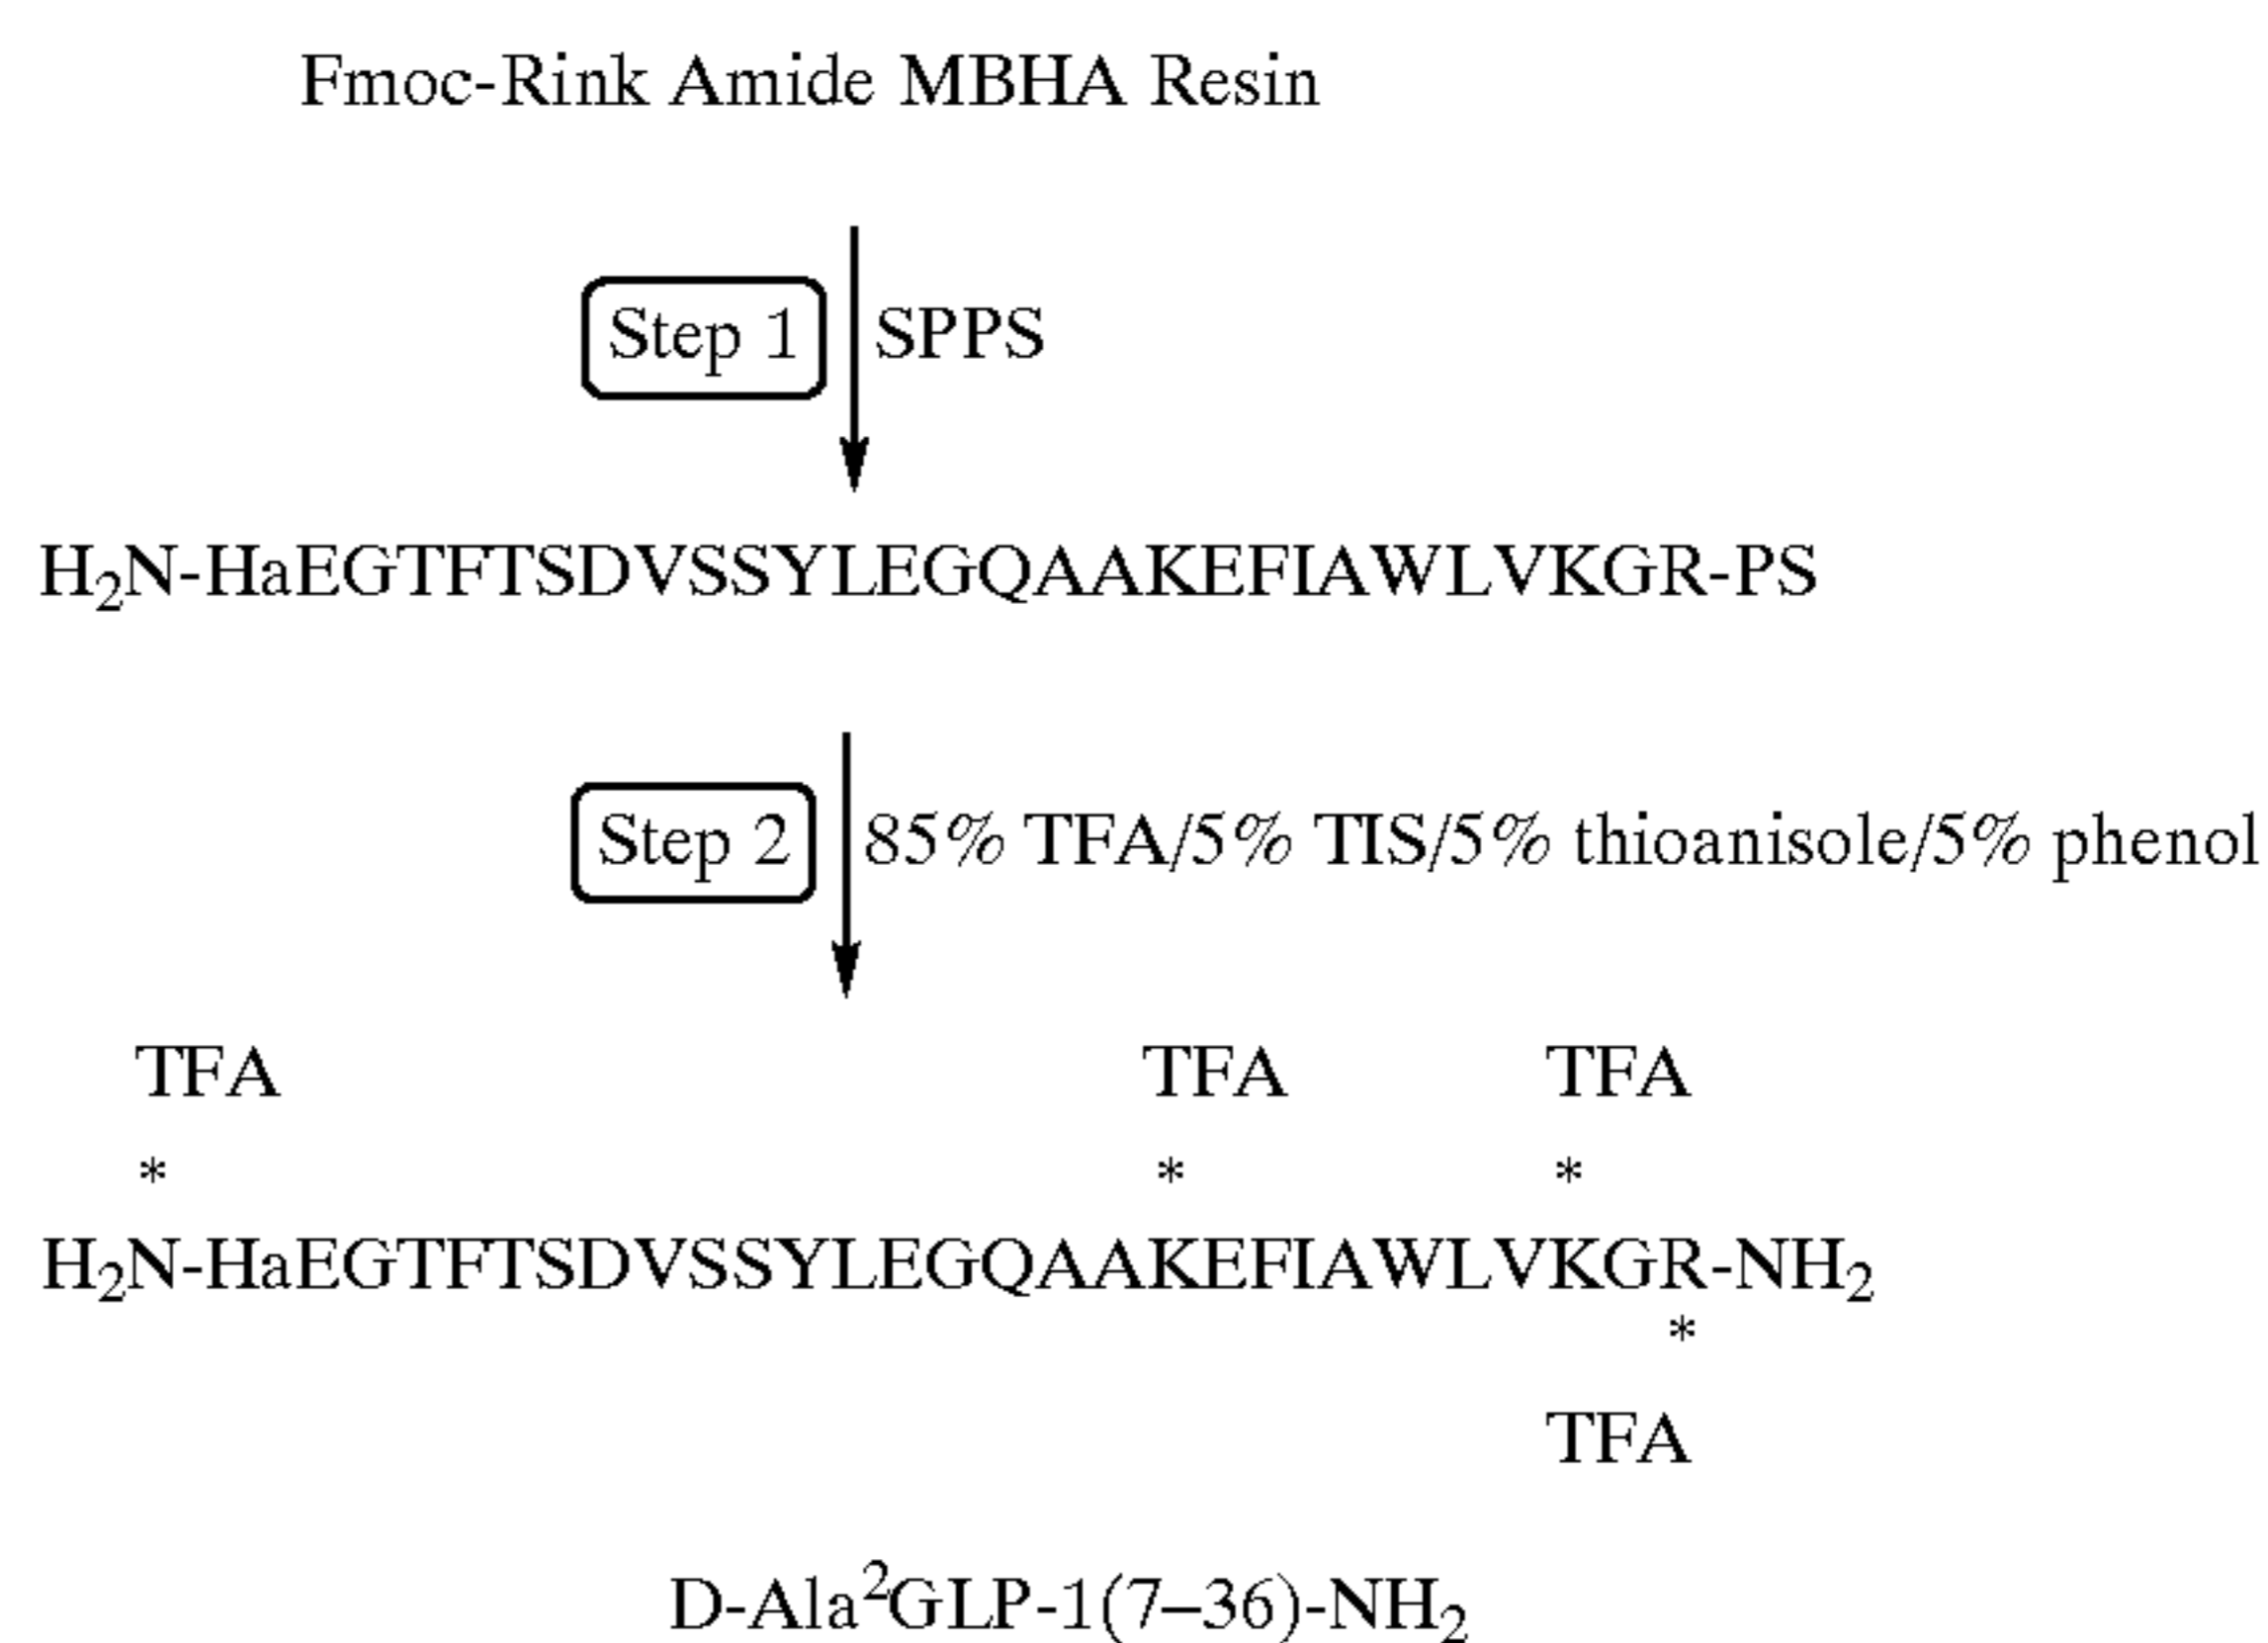 Fmoc-Rink Amide MBHA Resin
Step 1 SPPS
H₂N-HaEGTFTSDVSSYLEGQAAKEFIAWLVKGR-PS
Step 2 85% TFA/5% TIS/5% thioanisole/5% phenol
TFA TFA TFA
* * *
H₂N-HaEGTFTSDVSSYLEGQAAKEFIAWLVKGR-NH₂
*
TFA
D-Ala²GLP-1(7–36)-NH₂